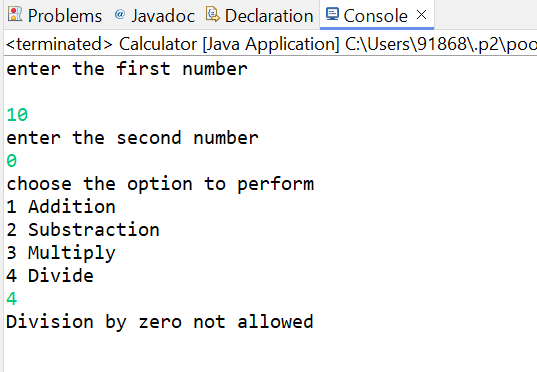 Problems @ Javadoc Declaration Console
<terminated> Calculator [Java Application] C:\Users\91868\.p2\poo
enter the first number
10
enter the second number
0
choose the option to perform
1 Addition
2 Substraction
3 Multiply
4 Divide
4
Division by zero not allowed